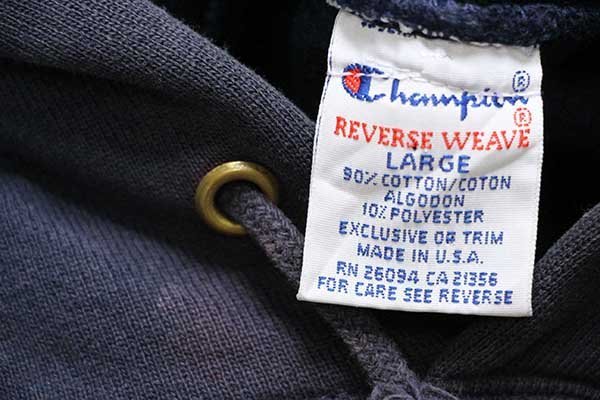 Champion®
REVERSE WEAVE®
LARGE
90% COTTON/COTON
ALGODON
10% POLYESTER
EXCLUSIVE OF TRIM
MADE IN U.S.A.
RN 26094 CA 21356
FOR CARE SEE REVERSE